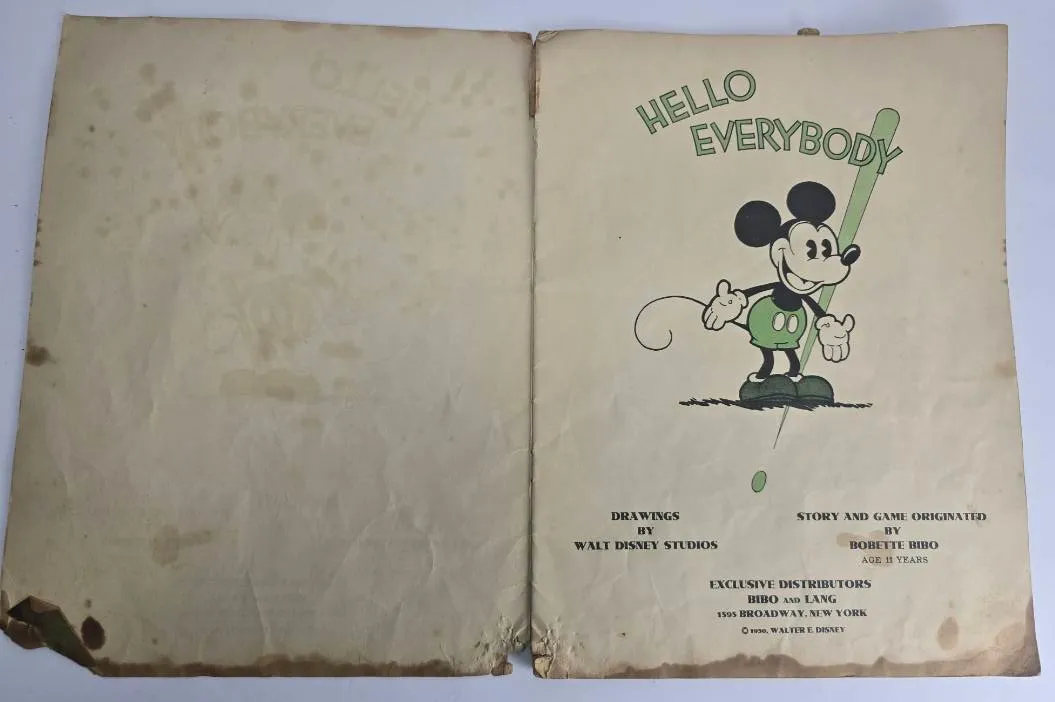 HELLO
EVERYBODY
DRAWINGS
BY
WALT DISNEY STUDIOS
STORY AND GAME ORIGINATED
BY
BOBETTE BIBO
AGE 11 YEARS
EXCLUSIVE DISTRIBUTORS
BIBO AND LANG
1595 BROADWAY, NEW YORK
© 1930, WALTER E. DISNEY